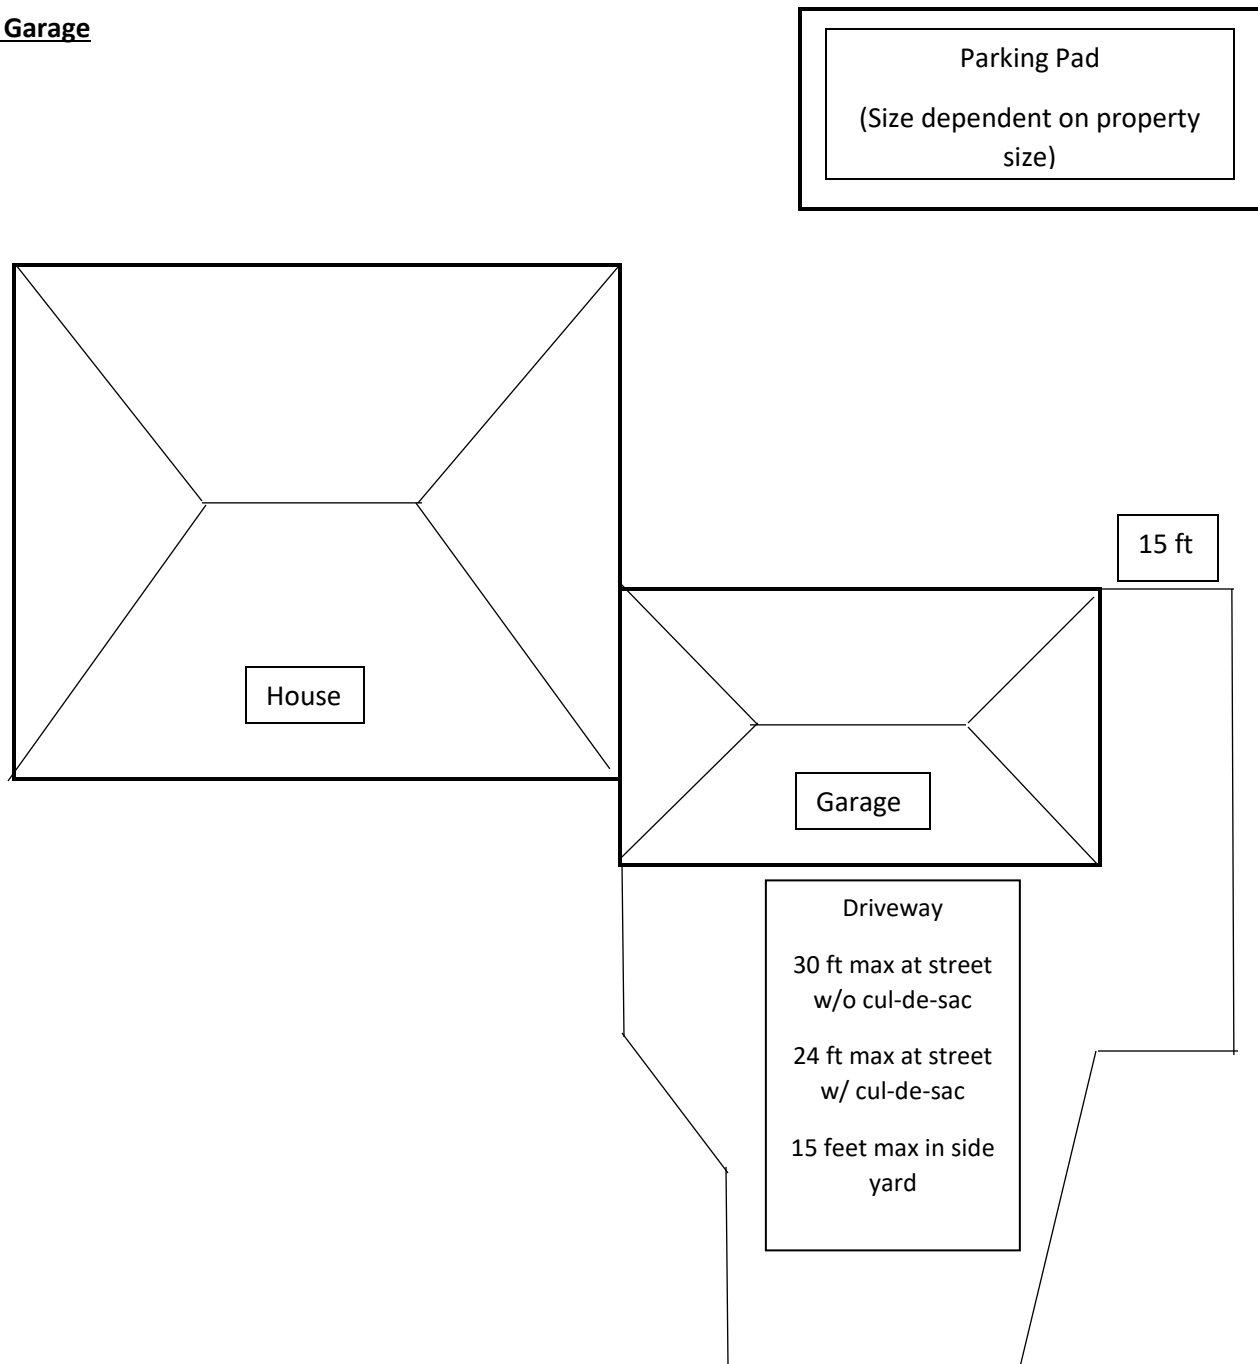 Garage
Parking Pad
(Size dependent on property
size)
15 ft
House
Garage
Driveway
30 ft max at street
w/o cul-de-sac
24 ft max at street
w/ cul-de-sac
15 feet max in side
yard